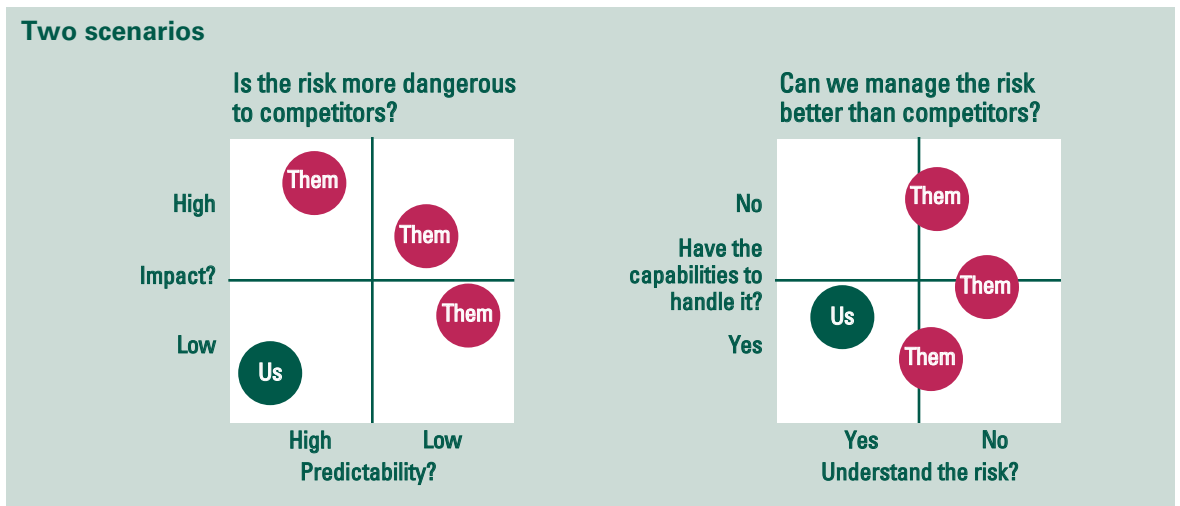 Two scenarios
Is the risk more dangerous
to competitors?
High
Impact?
Low
Them
Them
Them
Us
High
Low
Predictability?
Can we manage the risk
better than competitors?
No
Have the
capabilities to
handle it?
Yes
Them
Them
Us
Them
Yes
No
Understand the risk?